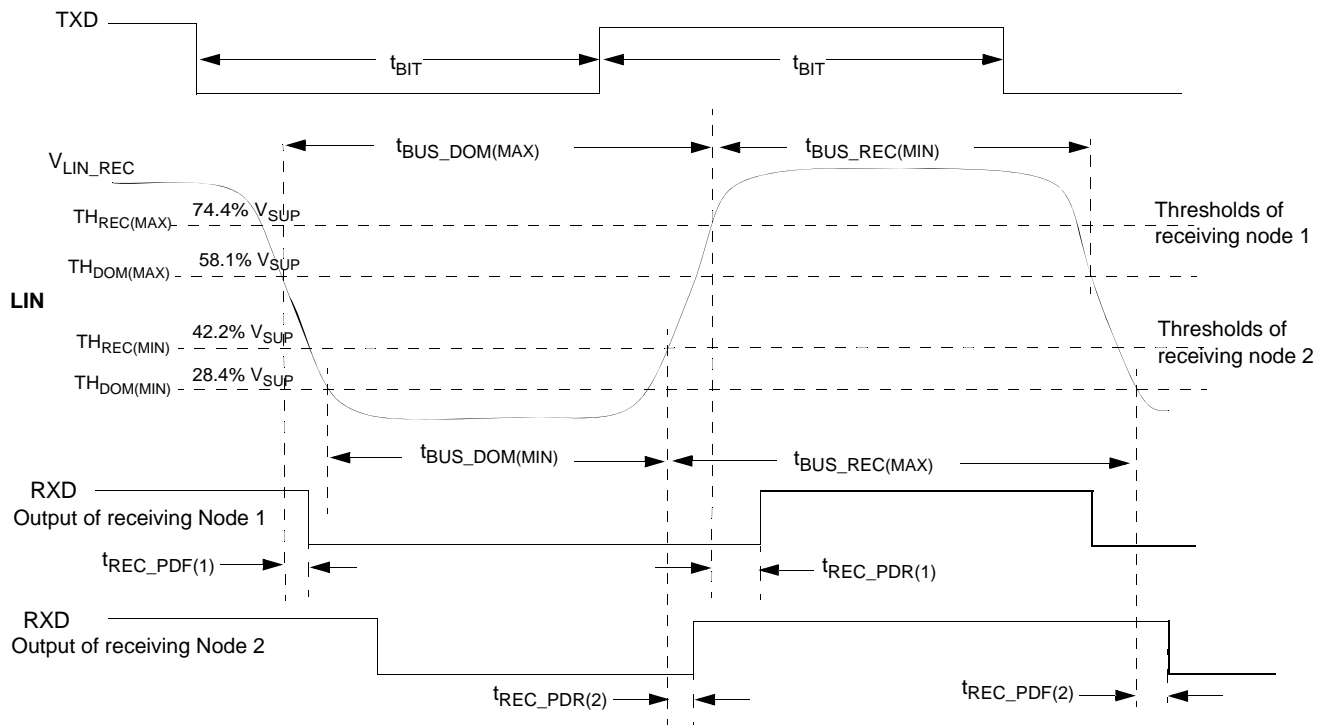 TXD
tBIT
tBIT
tBUS_DOM(MAX)
tBUS_REC(MIN)
VLIN_REC
THREC(MAX) 74.4% VSUP
Thresholds of
receiving node 1
THDOM(MAX) 58.1% VSUP
LIN
THREC(MIN) 42.2% VSUP
Thresholds of
receiving node 2
THDOM(MIN) 28.4% VSUP
tBUS_DOM(MIN)
tBUS_REC(MAX)
RXD
Output of receiving Node 1
tREC_PDF(1)
tREC_PDR(1)
RXD
Output of receiving Node 2
tREC_PDR(2)
tREC_PDF(2)